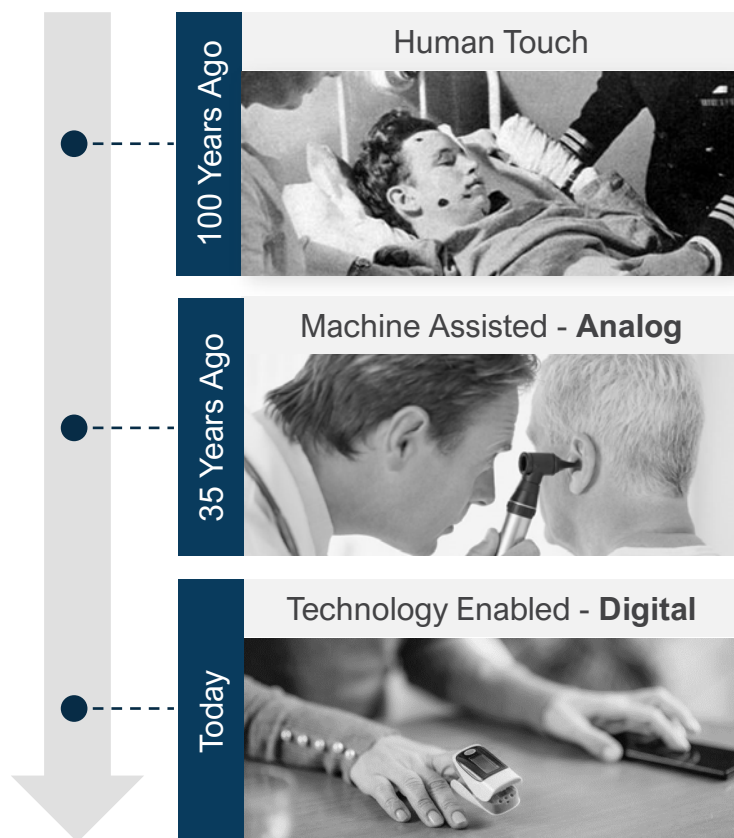 100 Years Ago
Human Touch
35 Years Ago
Machine Assisted - Analog
Today
Technology Enabled - Digital